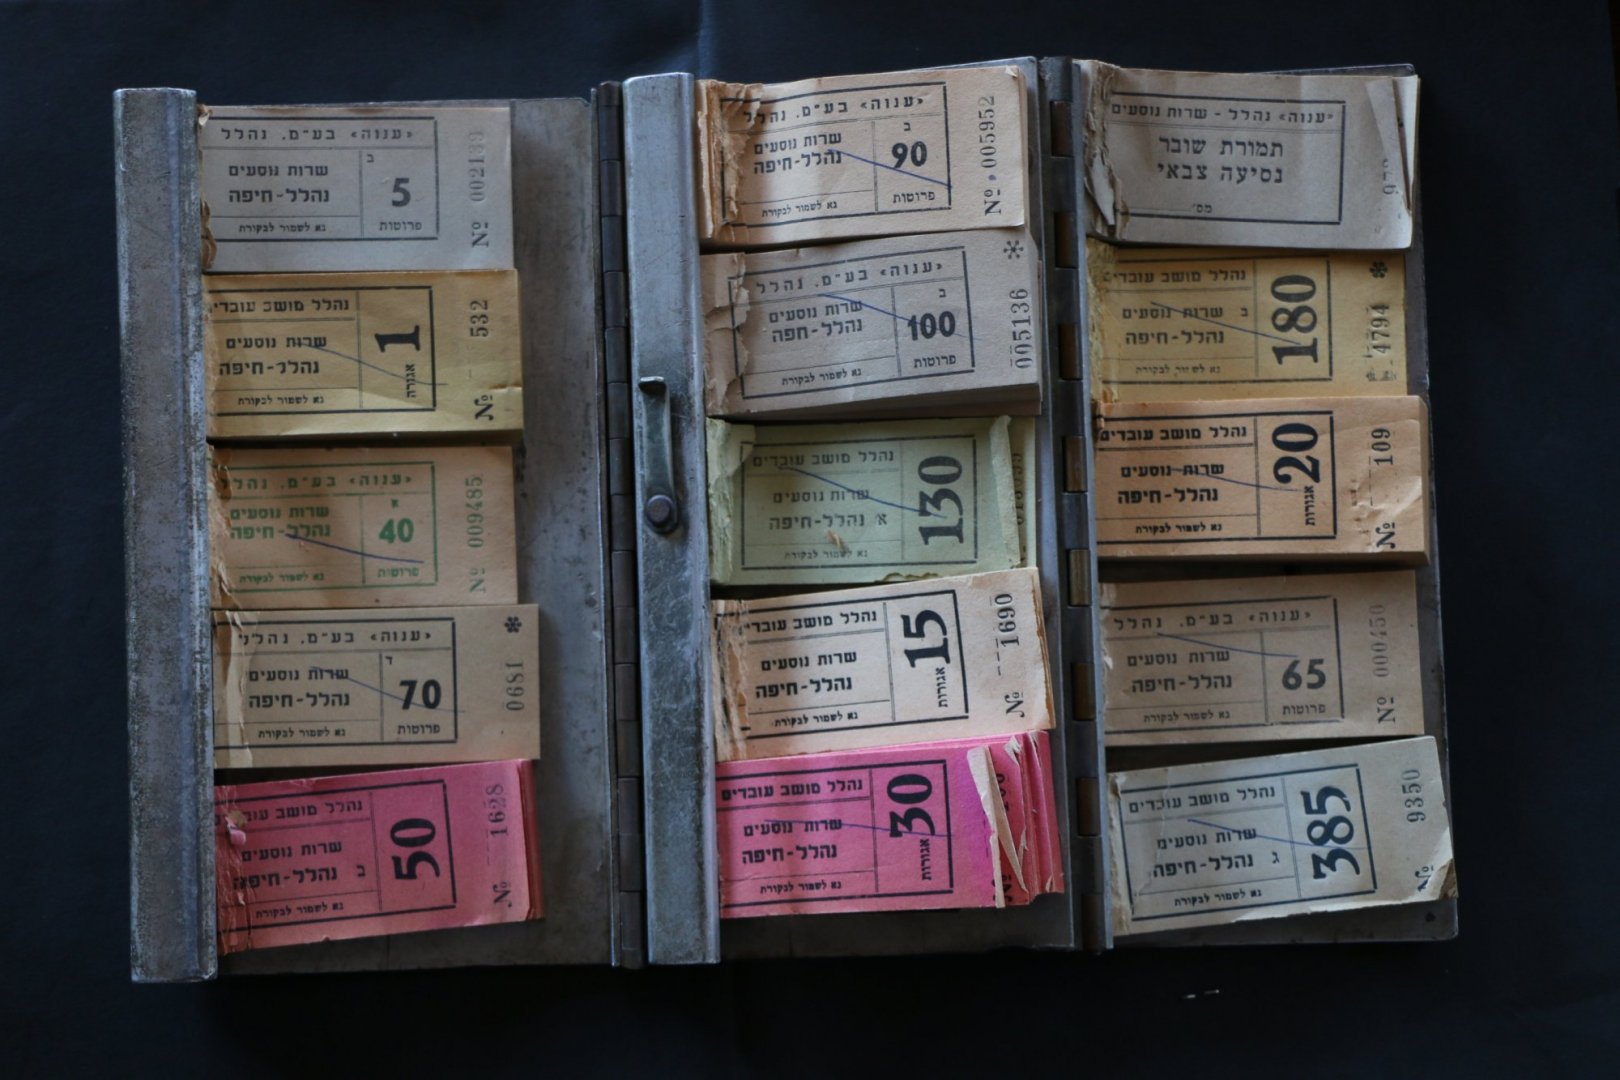 «ענוה» בע״מ. נהלל
שרות נוסעים
נהלל-חיפה
ב
5
פרוטות
נא לשמור לבקורת
№
נהלל מושב עובדים
שרות נוסעים
נהלל-חיפה
1
אגורה
נא לשמור לבקורת
№ 532
«ענוה» בע״מ. נהלל
שרות נוסעים
נהלל-חיפה
א
40
פרוטות
נא לשמור לבקורת
№ 009485
«ענוה» בע״מ. נהלל
שרות נוסעים
נהלל-חיפה
ד
70
פרוטות
נא לשמור לבקורת
0681 *
נהלל מושב עובדים
שרות נוסעים
ב נהלל-חיפה
50
נא לשמור לבקורת
№ 1628
«ענוה» בע״מ. נהלל
שרות נוסעים
נהלל-חיפה
ב
90
פרוטות
נא לשמור לבקורת
№ 005952
«ענוה» בע״מ. נהלל
שרות נוסעים
נהלל-חפה
ב
100
פרוטות
נא לשמור לבקורת
005136 *
נהלל מושב עובדים
שרות נוסעים
א נהלל-חיפה
130
נא לשמור לבקורת
נהלל מושב עובדים
שרות נוסעים
נהלל-חיפה
15
אגורות
נא לשמור לבקורת
№ 1690
נהלל מושב עובדים
שרות נוסעים
נהלל-חיפה
30
אגורות
נא לשמור לבקורת
№
«ענוה» נהלל - שרות נוסעים
תמורת שובר
נסיעה צבאי
מס׳
נהלל מושב עובדים
ב שרות נוסעים
נהלל-חיפה
180
נא לשמור לבקורת
4794 *
נהלל מושב עובדים
שרות נוסעים
נהלל-חיפה
20
אגורות
נא לשמור לבקורת
№ 109
«ענוה» בע״מ. נהלל
שרות נוסעים
נהלל-חיפה
65
פרוטות
נא לשמור לבקורת
№ 000450
נהלל מושב עובדים
שרות נוסעים
ג נהלל-חיפה
385
נא לשמור לבקורת
№ 9350